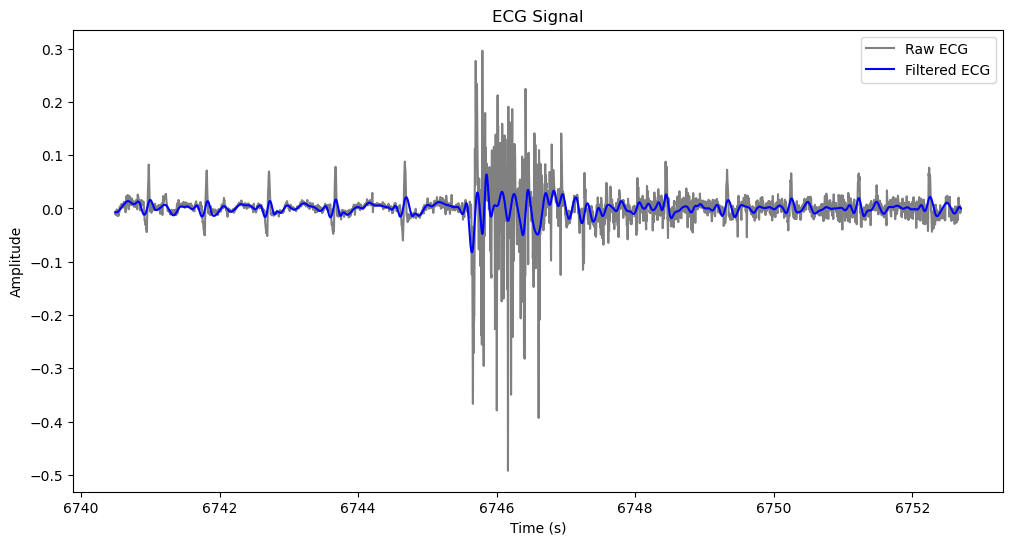 ECG Signal
Raw ECG
Filtered ECG
Amplitude
0.3
0.2
0.1
0.0
−0.1
−0.2
−0.3
−0.4
−0.5
6740 6742 6744 6746 6748 6750 6752
Time (s)